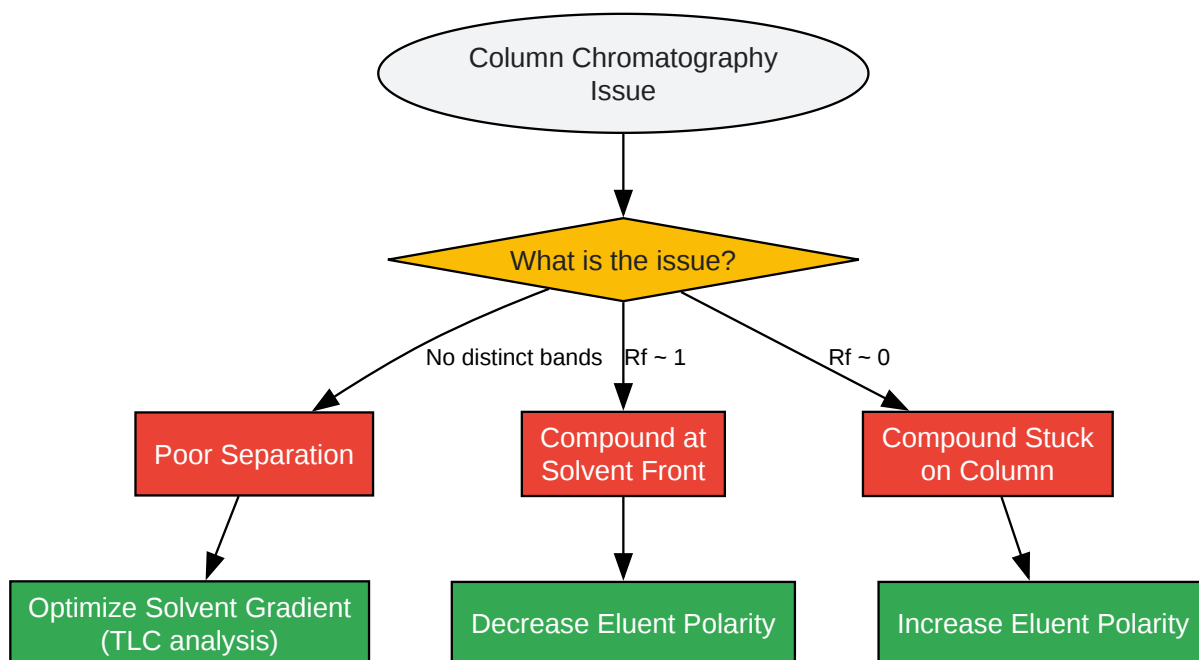 Column Chromatography
Issue
What is the issue?
No distinct bands
Rf ~ 1
Rf ~ 0
Poor Separation
Compound at
Solvent Front
Compound Stuck
on Column
Optimize Solvent Gradient
(TLC analysis)
Decrease Eluent Polarity
Increase Eluent Polarity